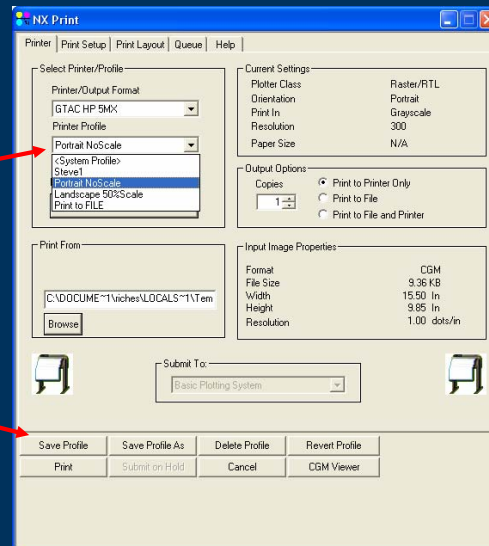 NX Print
Printer Print Setup Print Layout Queue Help
Select Printer/Profile
Printer/Output Format
GTAC HP 5MX
Printer Profile
Portrait NoScale
<System Profile>
Steve1
Portrait NoScale
Landscape 50%Scale
Print to FILE
Current Settings
Plotter Class Raster/RTL
Orientation Portrait
Print In Grayscale
Resolution 300
Paper Size N/A
Output Options
Copies
1
Print to Printer Only
Print to File
Print to File and Printer
Print From
C:\DOCUME~1\riches\LOCALS~1\Tem
Browse
Input Image Properties
Format CGM
File Size 9.36 KB
Width 15.50 In
Height 9.85 In
Resolution 1.00 dots/in
Submit To:
Basic Plotting System
Save Profile Save Profile As Delete Profile Revert Profile
Print Submit on Hold Cancel CGM Viewer